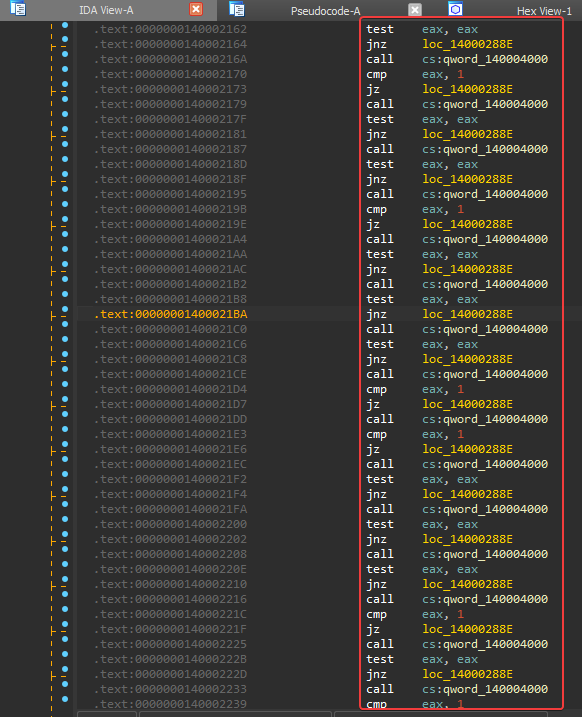 IDA View-A Pseudocode-A Hex View-1
.text:0000000140002162 test eax, eax
.text:0000000140002164 jnz loc_14000288E
.text:000000014000216A call cs:qword_140004000
.text:0000000140002170 cmp eax, 1
.text:0000000140002173 jz loc_14000288E
.text:0000000140002179 call cs:qword_140004000
.text:000000014000217F test eax, eax
.text:0000000140002181 jnz loc_14000288E
.text:0000000140002187 call cs:qword_140004000
.text:000000014000218D test eax, eax
.text:000000014000218F jnz loc_14000288E
.text:0000000140002195 call cs:qword_140004000
.text:000000014000219B cmp eax, 1
.text:000000014000219E jz loc_14000288E
.text:00000001400021A4 call cs:qword_140004000
.text:00000001400021AA test eax, eax
.text:00000001400021AC jnz loc_14000288E
.text:00000001400021B2 call cs:qword_140004000
.text:00000001400021B8 test eax, eax
.text:00000001400021BA jnz loc_14000288E
.text:00000001400021C0 call cs:qword_140004000
.text:00000001400021C6 test eax, eax
.text:00000001400021C8 jnz loc_14000288E
.text:00000001400021CE call cs:qword_140004000
.text:00000001400021D4 cmp eax, 1
.text:00000001400021D7 jz loc_14000288E
.text:00000001400021DD call cs:qword_140004000
.text:00000001400021E3 cmp eax, 1
.text:00000001400021E6 jz loc_14000288E
.text:00000001400021EC call cs:qword_140004000
.text:00000001400021F2 test eax, eax
.text:00000001400021F4 jnz loc_14000288E
.text:00000001400021FA call cs:qword_140004000
.text:0000000140002200 test eax, eax
.text:0000000140002202 jnz loc_14000288E
.text:0000000140002208 call cs:qword_140004000
.text:000000014000220E test eax, eax
.text:0000000140002210 jnz loc_14000288E
.text:0000000140002216 call cs:qword_140004000
.text:000000014000221C cmp eax, 1
.text:000000014000221F jz loc_14000288E
.text:0000000140002225 call cs:qword_140004000
.text:000000014000222B test eax, eax
.text:000000014000222D jnz loc_14000288E
.text:0000000140002233 call cs:qword_140004000
.text:0000000140002239 cmp eax, 1